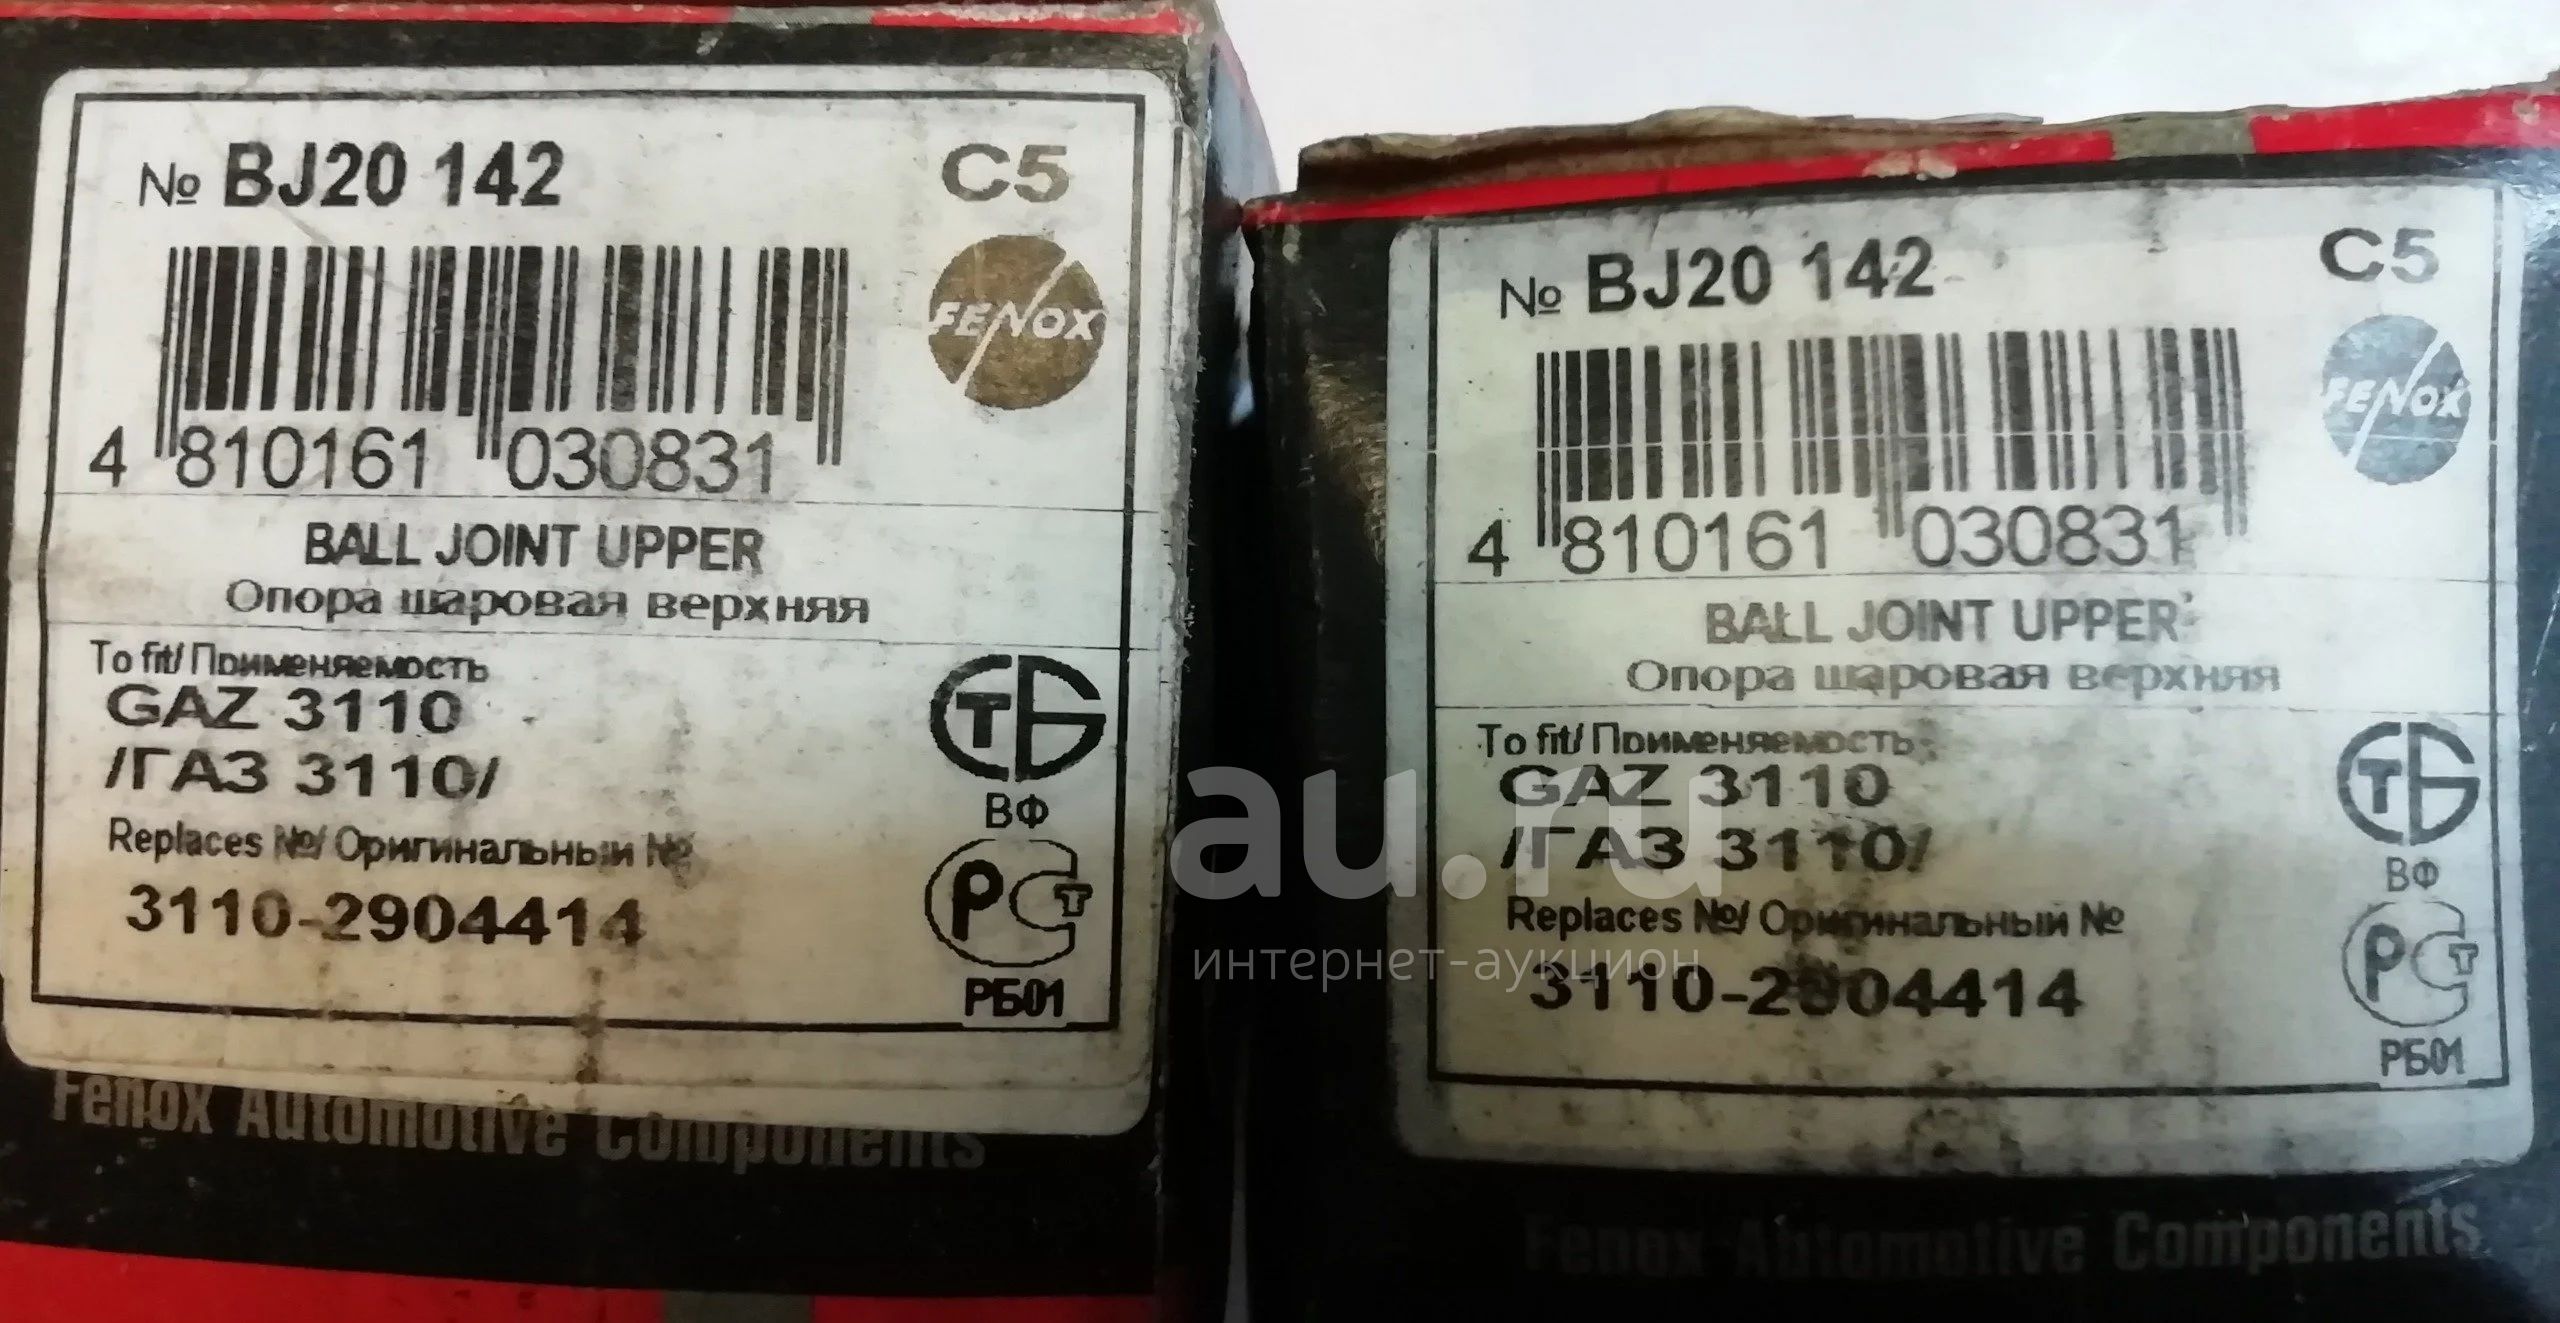 № BJ20 142
C5
FENOX
4 810161 030831
BALL JOINT UPPER
Опора шаровая верхняя
To fit/ Применяемость
GAZ 3110
/ГАЗ 3110/
ВФ
Replaces №/ Оригинальный №
3110-2904414
РБ01
Fenox Automotive Components
№ BJ20 142
C5
FENOX
4 810161 030831
BALL JOINT UPPER
Опора шаровая верхняя
To fit/ Применяемость
GAZ 3110
/ГАЗ 3110/
ВФ
Replaces №/ Оригинальный №
3110-2904414
РБ01
Fenox Automotive Components
au.ru
интернет-аукцион